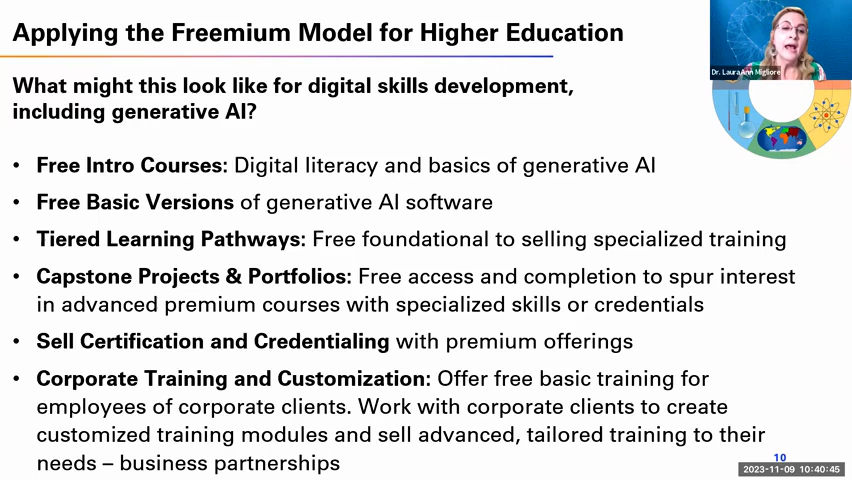 Applying the Freemium Model for Higher Education
Dr. LauraAnn Migliore
What might this look like for digital skills development,
including generative AI?
• Free Intro Courses: Digital literacy and basics of generative AI
• Free Basic Versions of generative AI software
• Tiered Learning Pathways: Free foundational to selling specialized training
• Capstone Projects & Portfolios: Free access and completion to spur interest
in advanced premium courses with specialized skills or credentials
• Sell Certification and Credentialing with premium offerings
• Corporate Training and Customization: Offer free basic training for
employees of corporate clients. Work with corporate clients to create
customized training modules and sell advanced, tailored training to their
needs – business partnerships
10
2023-11-09 10:40:45